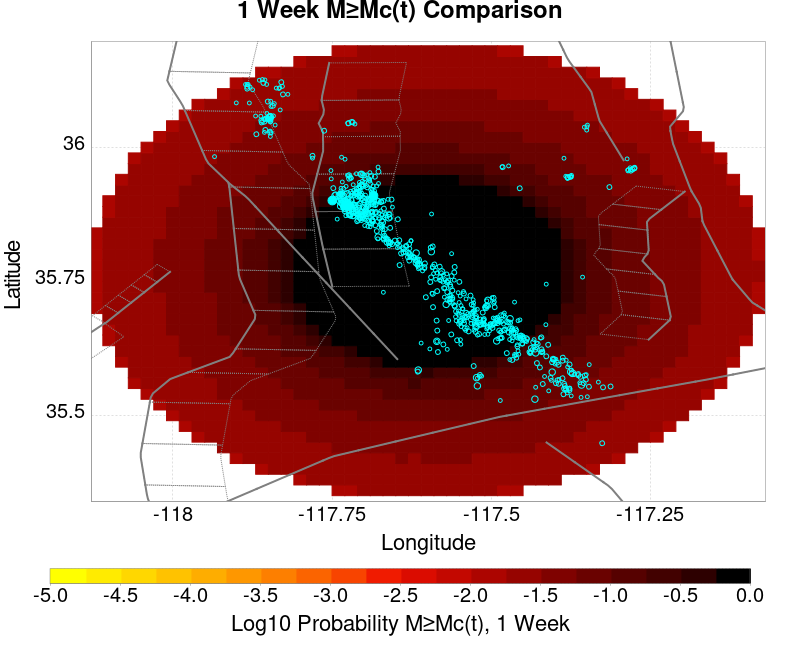 1 Week M≥Mc(t) Comparison
36
35.75
35.5
Latitude
-118 -117.75 -117.5 -117.25
Longitude
-5.0 -4.5 -4.0 -3.5 -3.0 -2.5 -2.0 -1.5 -1.0 -0.5 0.0
Log10 Probability M≥Mc(t), 1 Week